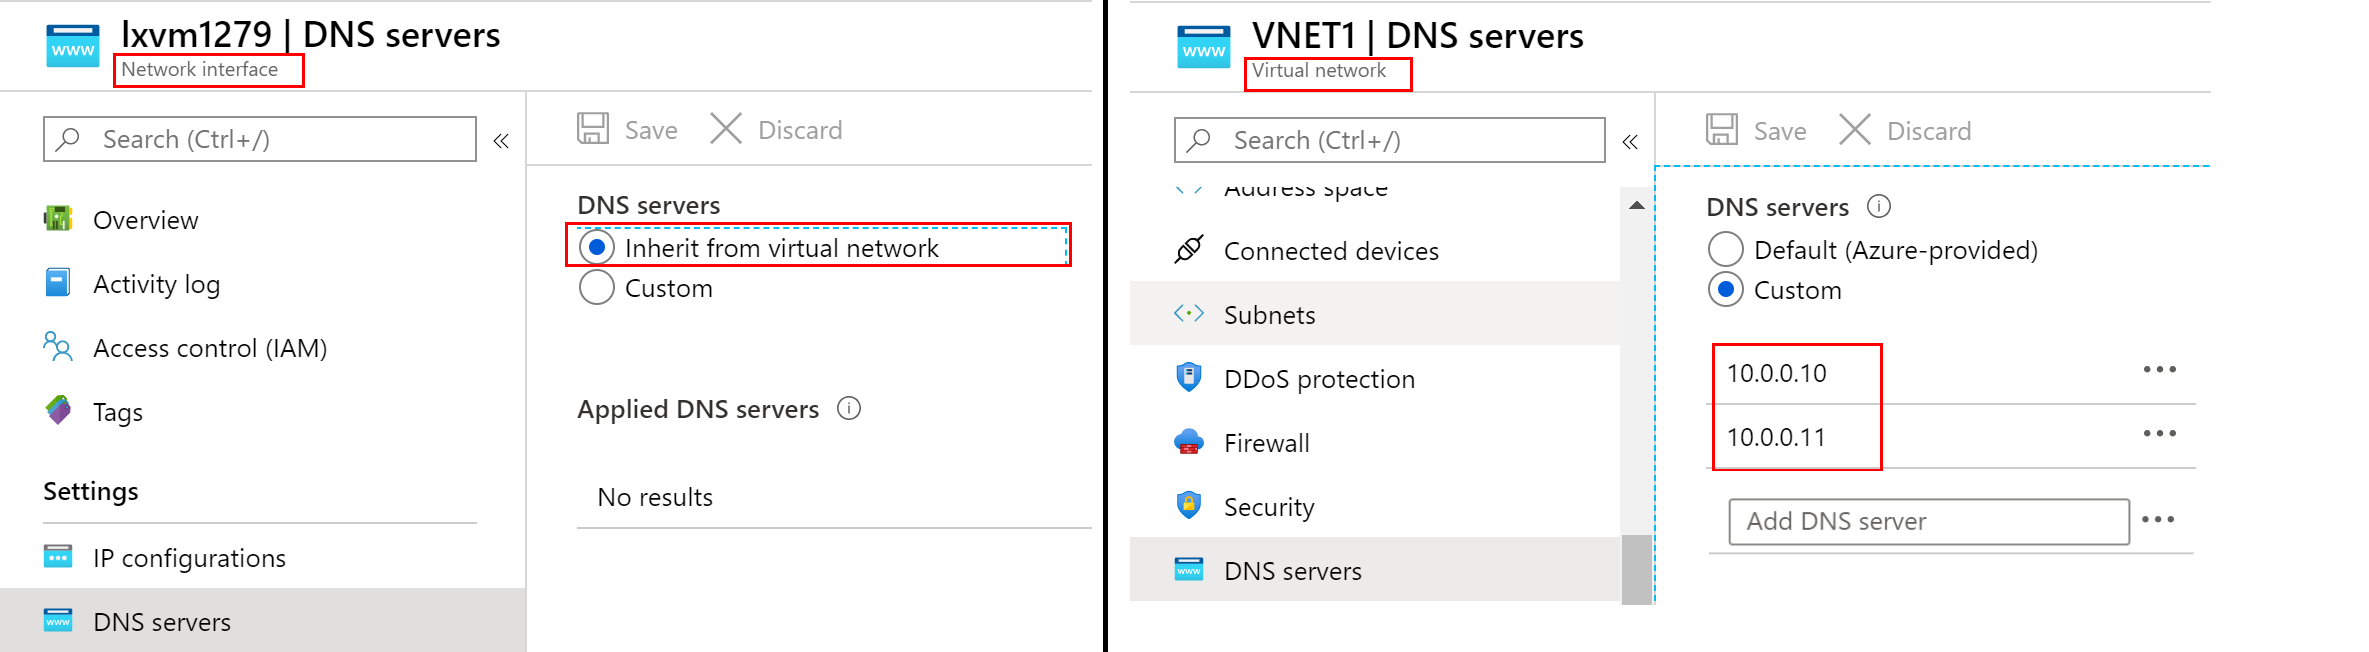 lxvm1279 | DNS servers
Network interface
Search (Ctrl+/)
«
Overview
Activity log
Access control (IAM)
Tags
Settings
IP configurations
DNS servers
Save
Discard
DNS servers
Inherit from virtual network
Custom
Applied DNS servers
No results
VNET1 | DNS servers
Virtual network
Search (Ctrl+/)
«
Address space
Connected devices
Subnets
DDoS protection
Firewall
Security
DNS servers
Save
Discard
DNS servers
Default (Azure-provided)
Custom
10.0.0.10
10.0.0.11
Add DNS server